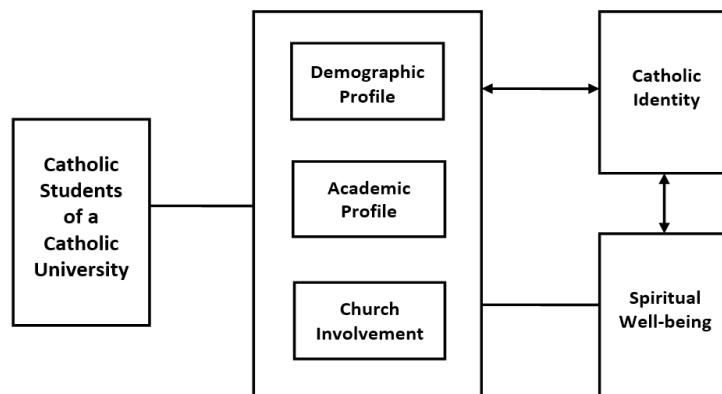 Catholic
Students
of a
Catholic
University
Demographic
Profile
Academic
Profile
Church
Involvement
Catholic
Identity
Spiritual
Well-being